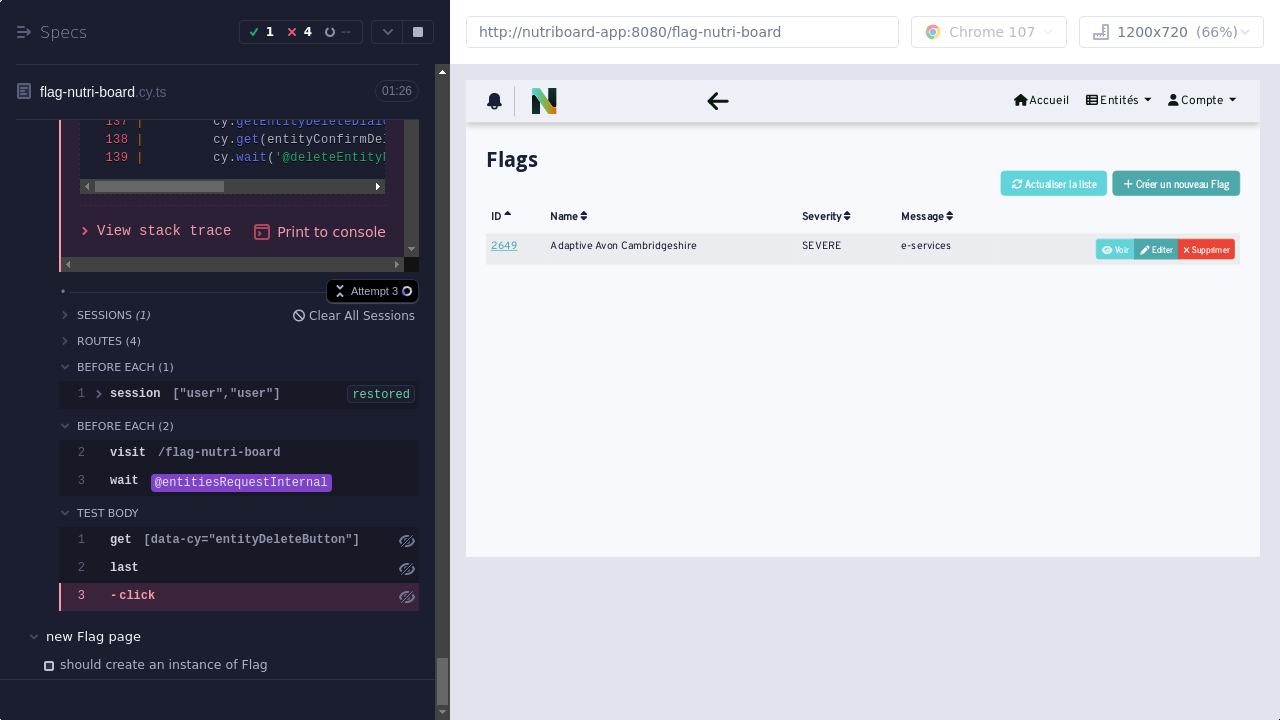 Specs
1
4
--
flag-nutri-board.cy.ts
01:26
137 |
138 | cy.get(entityConfirmDel
139 | cy.wait('@deleteEntity
View stack trace
Print to console
Attempt 3
SESSIONS (1)
Clear All Sessions
ROUTES (4)
BEFORE EACH (1)
1 session ["user","user"] restored
BEFORE EACH (2)
2 visit /flag-nutri-board
3 wait @entitiesRequestInternal
TEST BODY
1 get [data-cy="entityDeleteButton"]
2 last
3 -click
new Flag page
should create an instance of Flag
http://nutriboard-app:8080/flag-nutri-board
Chrome 107
1200x720 (66%)
N
Accueil
Entités
Compte
Flags
Actualiser la liste
Créer un nouveau Flag
ID Name Severity Message
2649 Adaptive Avon Cambridgeshire SEVERE e-services
Voir
Editer
Supprimer